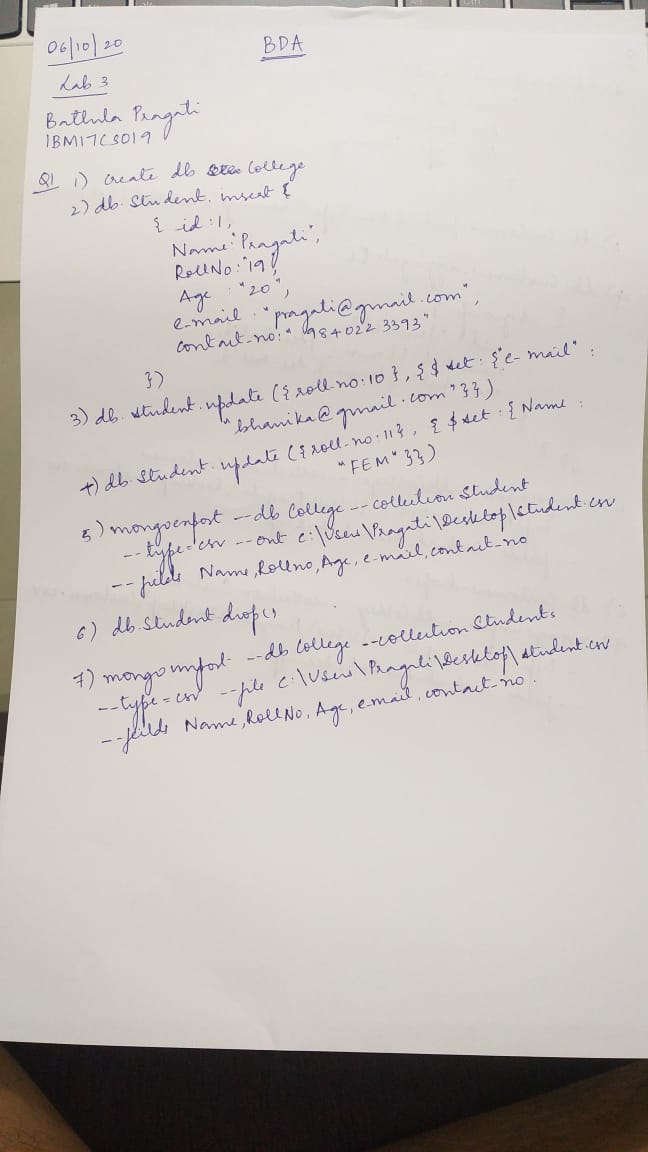 06/10/20
BDA
Lab 3
Bathula Pragati
1BM17CS019
Q1 1) create db College
2) db. Student. insert {
{ id:1,
Name:"Pragati",
RollNo:"19",
Age : "20",
e-mail : "pragati@gmail.com",
contact-no:"984022 3393"
})
3) db. student.update ({roll-no:10}, {$set : {"e-mail" :
"bhanika@gmail.com"}})
4) db. Student. update ({roll-no:11}, {$set : {Name :
"FEM"}})
5) mongoexport --db College --collection Student
--type=csv --out c:\Users\Pragati\Desktop\student.csv
--fields Name,Rollno,Age,e-mail,contact-no
6) db.Student.drop()
7) mongoimport --db College --collection Students
--type=csv --file c:\Users\Pragati\Desktop\student.csv
--feilds Name,RollNo,Age,e-mail,contact-no.